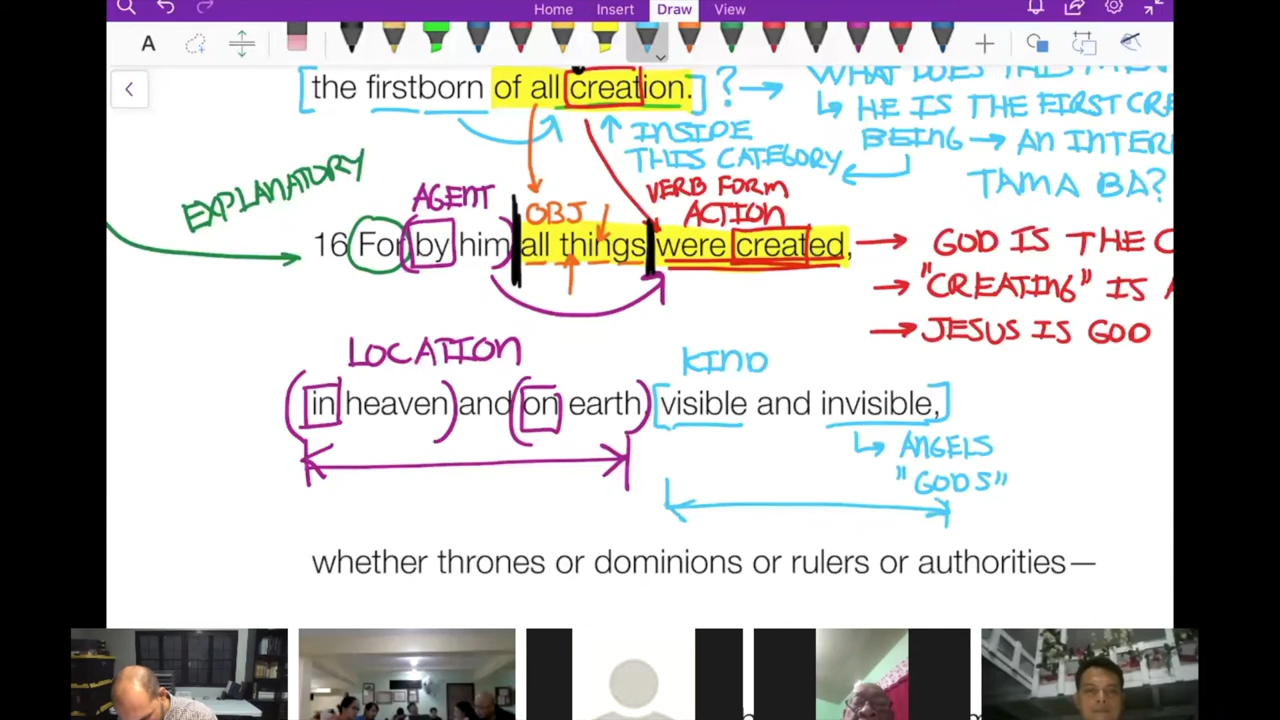 Home Insert Draw View
A
the firstborn of all creation. ? → WHAT DOES THIS
↳ HE IS THE FIRST
INSIDE BEING → AN
THIS CATEGORY TAMA BA?
EXPLANATORY
AGENT OBJ VERB FORM
ACTION
16 For by him all things were created, → GOD IS THE
→ "CREATING" IS
→ JESUS IS GOD
LOCATION KIND
in heaven and on earth, visible and invisible,
↳ ANGELS
"GODS"
whether thrones or dominions or rulers or authorities—